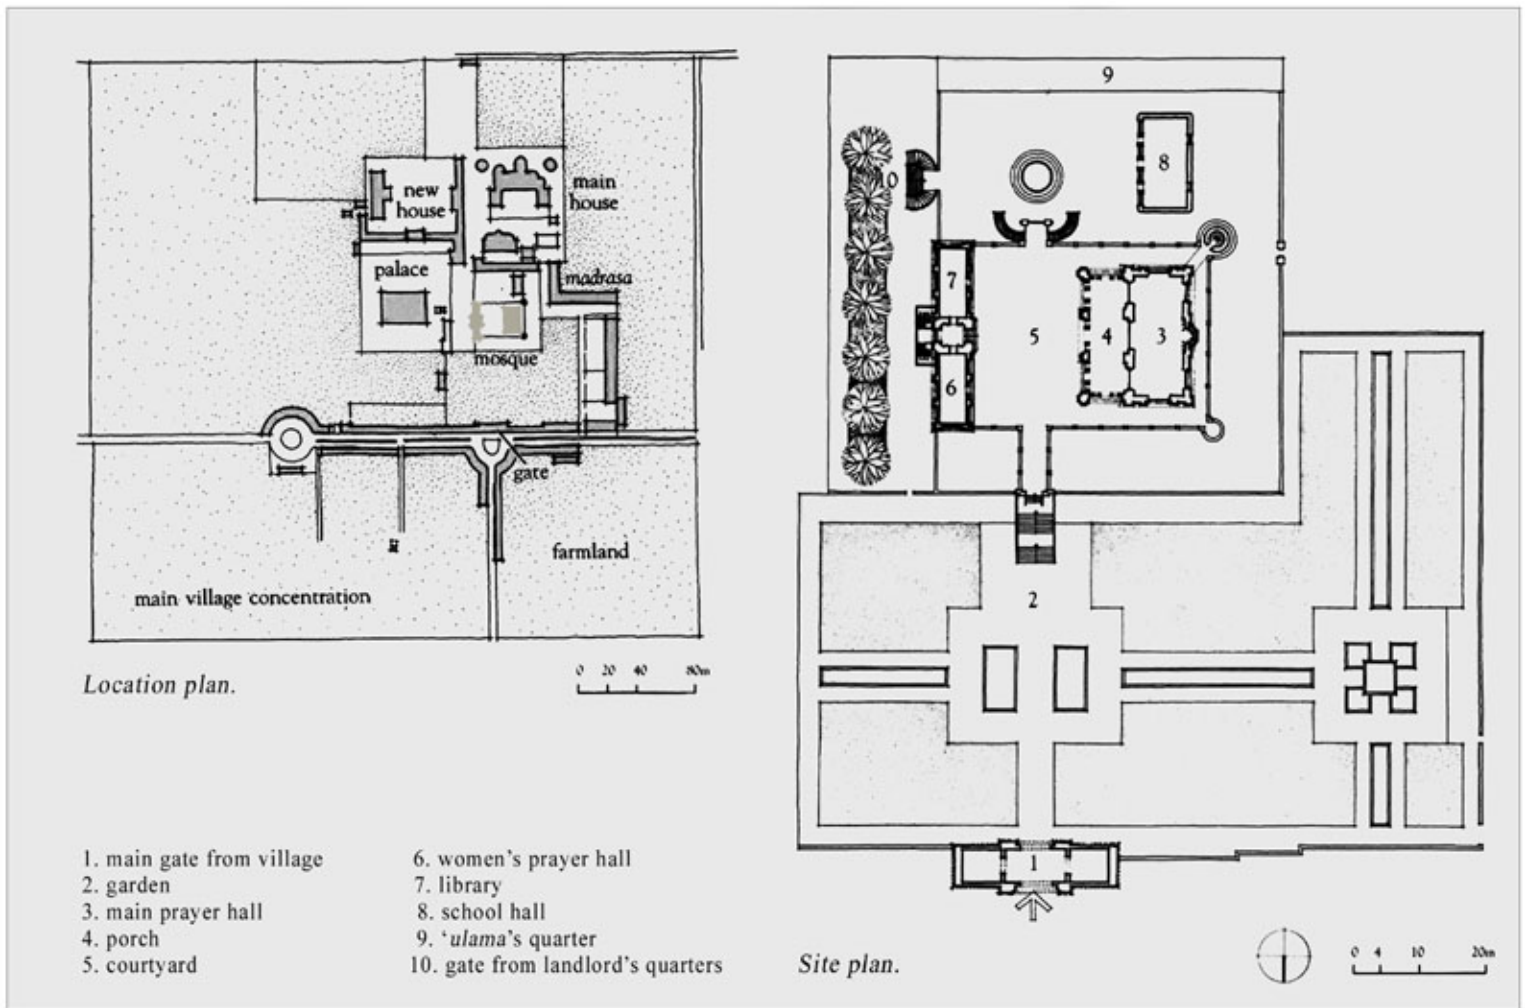 new
house
main
house
palace
madrasa
mosque
gate
farmland
main village concentration
Location plan.
0 20 40 80m
1. main gate from village
2. garden
3. main prayer hall
4. porch
5. courtyard
6. women's prayer hall
7. library
8. school hall
9. 'ulama's quarter
10. gate from landlord's quarters
9
8
10
7
5
4
3
6
2
1
Site plan.
0 4 10 20m